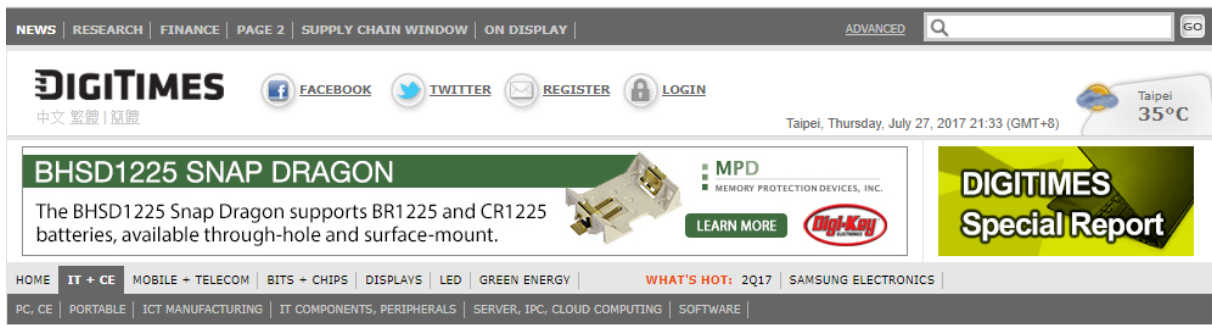 NEWS | RESEARCH | FINANCE | PAGE 2 | SUPPLY CHAIN WINDOW | ON DISPLAY | ADVANCED GO
DIGITIMES FACEBOOK TWITTER REGISTER LOGIN
中文 繁體 | 簡體
Taipei, Thursday, July 27, 2017 21:33 (GMT+8)
Taipei
35°C
BHSD1225 SNAP DRAGON
The BHSD1225 Snap Dragon supports BR1225 and CR1225
batteries, available through-hole and surface-mount.
MPD
MEMORY PROTECTION DEVICES, INC.
LEARN MORE Digi-Key
ELECTRONICS
DIGITIMES
Special Report
HOME IT + CE MOBILE + TELECOM | BITS + CHIPS | DISPLAYS | LED | GREEN ENERGY | WHAT'S HOT: 2Q17 | SAMSUNG ELECTRONICS |
PC, CE | PORTABLE | ICT MANUFACTURING | IT COMPONENTS, PERIPHERALS | SERVER, IPC, CLOUD COMPUTING | SOFTWARE |